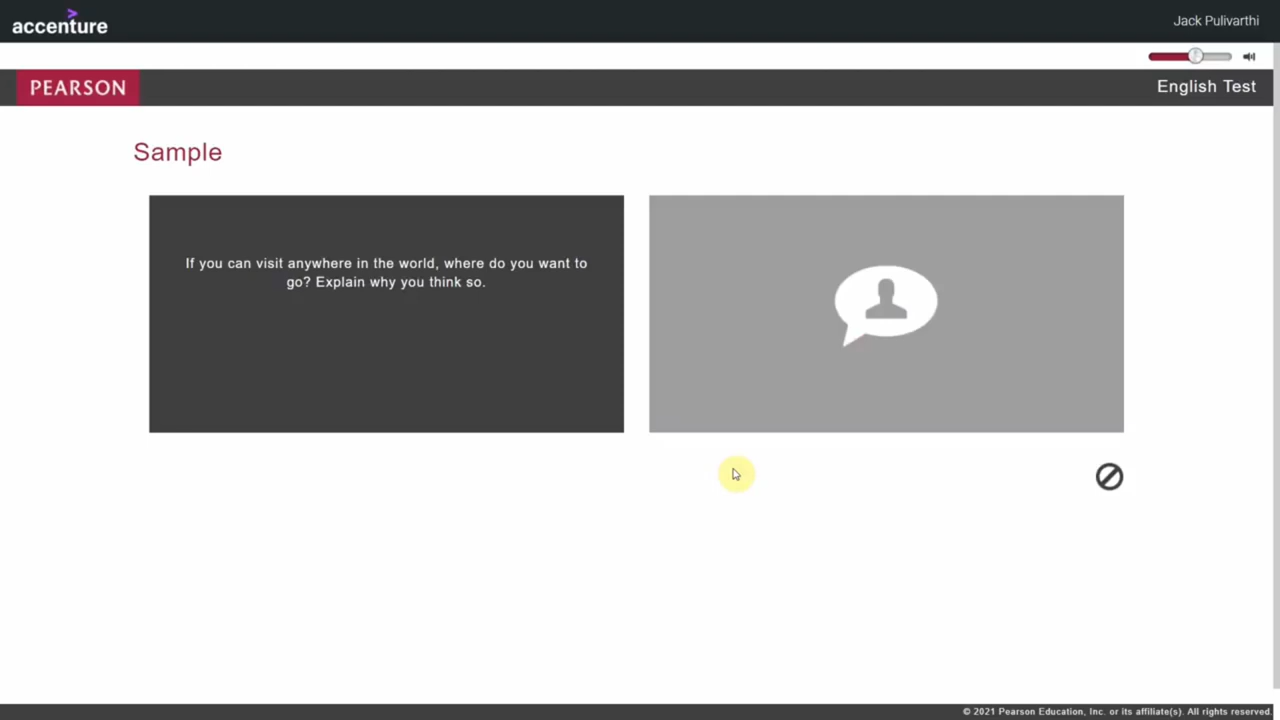 accenture
Jack Pulivarthi
PEARSON
English Test
Sample
If you can visit anywhere in the world, where do you want to
go? Explain why you think so.
© 2021 Pearson Education, Inc. or its affiliate(s). All rights reserved.